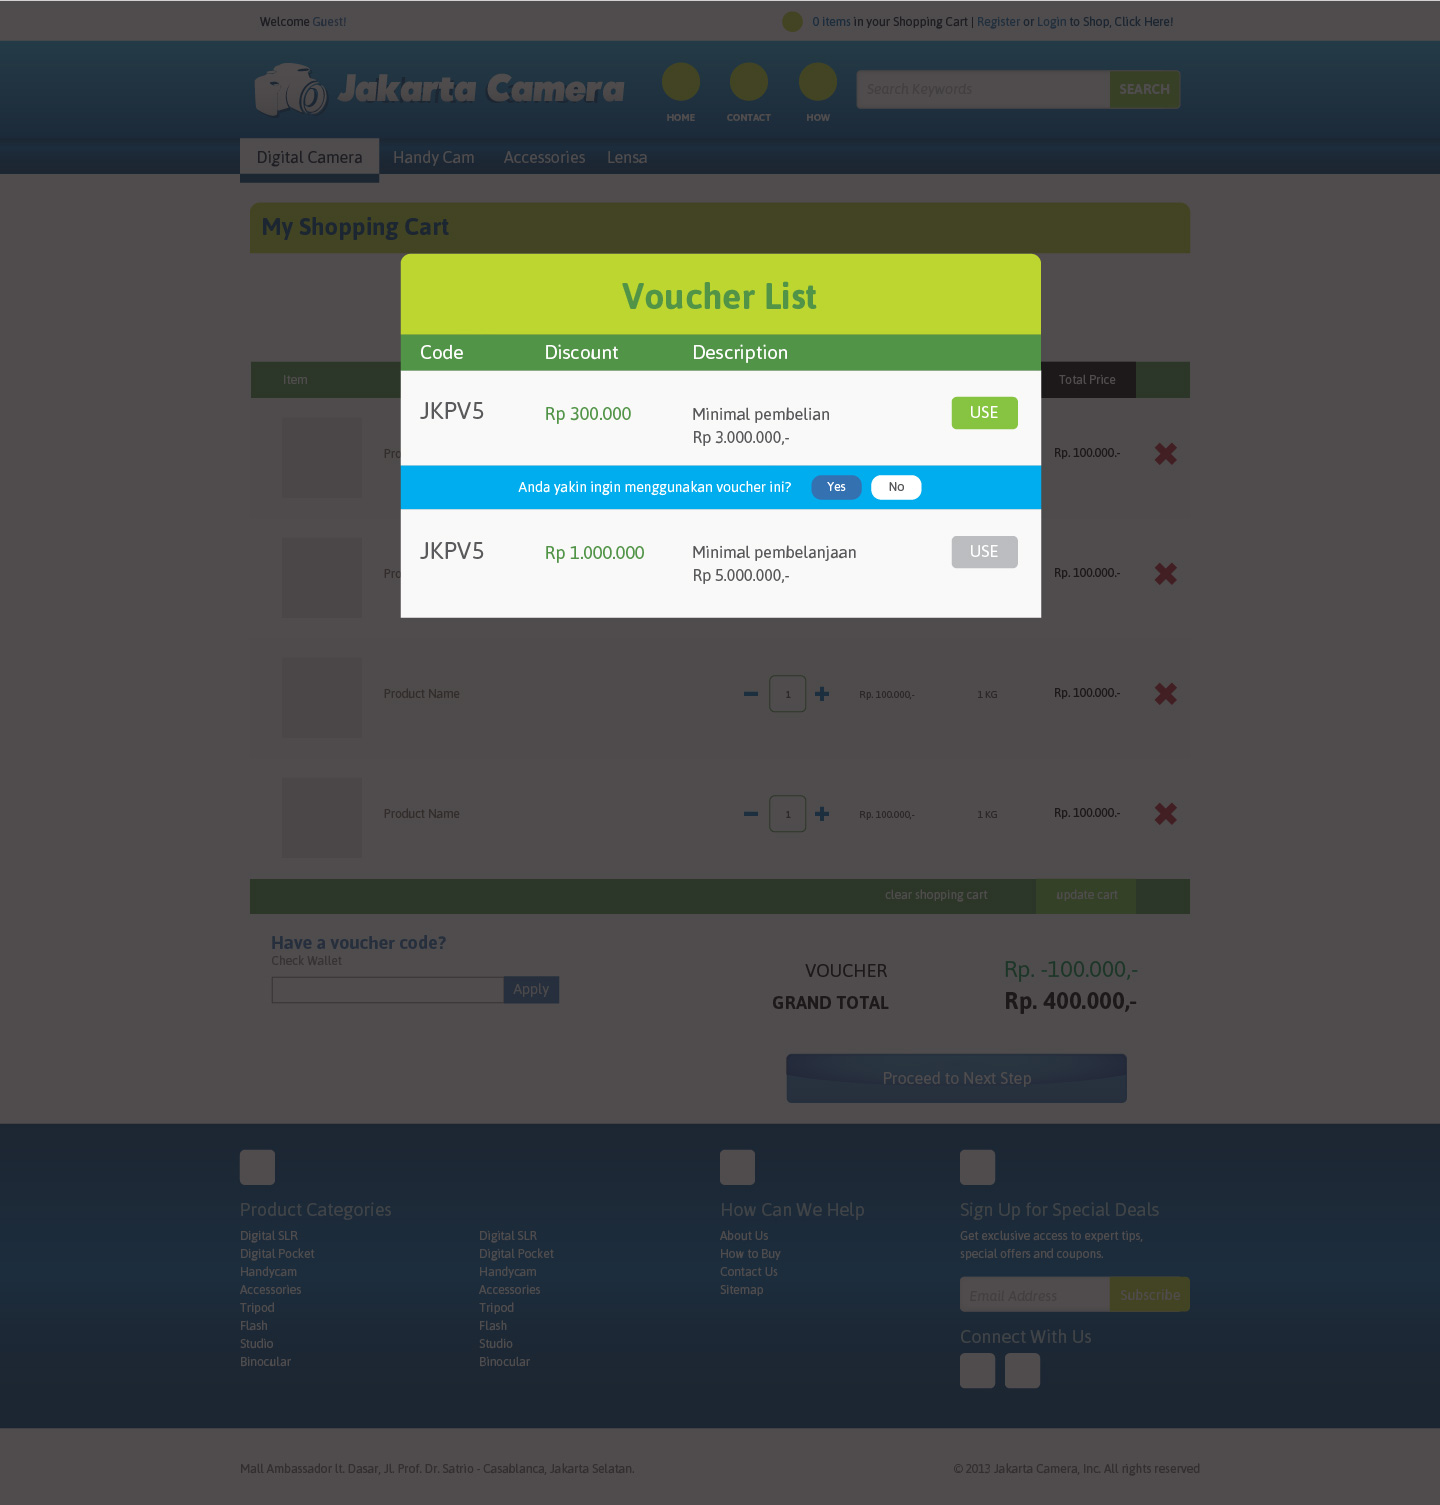 Welcome Guest!
0 items in your Shopping Cart | Register or Login to Shop, Click Here!
Jakarta Camera
HOME
CONTACT
HOW
Search Keywords
SEARCH
Digital Camera
Handy Cam
Accessories
Lensa
My Shopping Cart
Voucher List
Code
Discount
Description
Item
Total Price
JKPV5
Rp 300.000
Minimal pembelian
Rp 3.000.000,-
USE
Pro
Rp. 100.000.-
Anda yakin ingin menggunakan voucher ini?
Yes
No
JKPV5
Rp 1.000.000
Minimal pembelanjaan
Rp 5.000.000,-
USE
Pro
Rp. 100.000.-
Product Name
1
Rp. 100.000,-
1 KG
Rp. 100.000.-
Product Name
1
Rp. 100.000,-
1 KG
Rp. 100.000.-
clear shopping cart
update cart
Have a voucher code?
Check Wallet
Apply
VOUCHER
Rp. -100.000,-
GRAND TOTAL
Rp. 400.000,-
Proceed to Next Step
Product Categories
Digital SLR
Digital Pocket
Handycam
Accessories
Tripod
Flash
Studio
Binocular
Digital SLR
Digital Pocket
Handycam
Accessories
Tripod
Flash
Studio
Binocular
How Can We Help
About Us
How to Buy
Contact Us
Sitemap
Sign Up for Special Deals
Get exclusive access to expert tips,
special offers and coupons.
Email Address
Subscribe
Connect With Us
Mall Ambassador lt. Dasar, Jl. Prof. Dr. Satrio - Casablanca, Jakarta Selatan.
© 2013 Jakarta Camera, Inc. All rights reserved